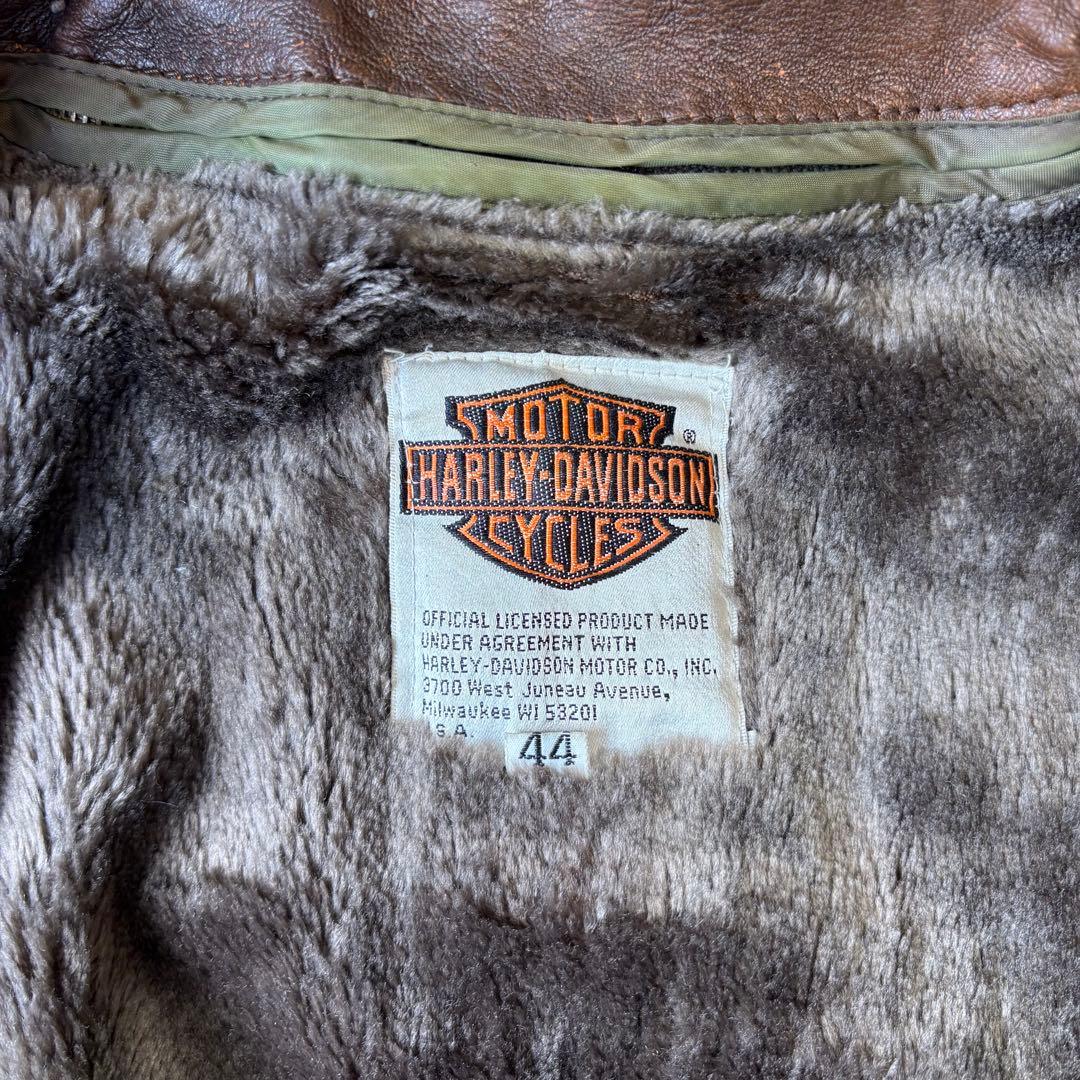 MOTOR
®
HARLEY-DAVIDSON
CYCLES
OFFICIAL LICENSED PRODUCT MADE
UNDER AGREEMENT WITH
HARLEY-DAVIDSON MOTOR CO., INC.
3700 West Juneau Avenue,
Milwaukee WI 53201
S A.
44